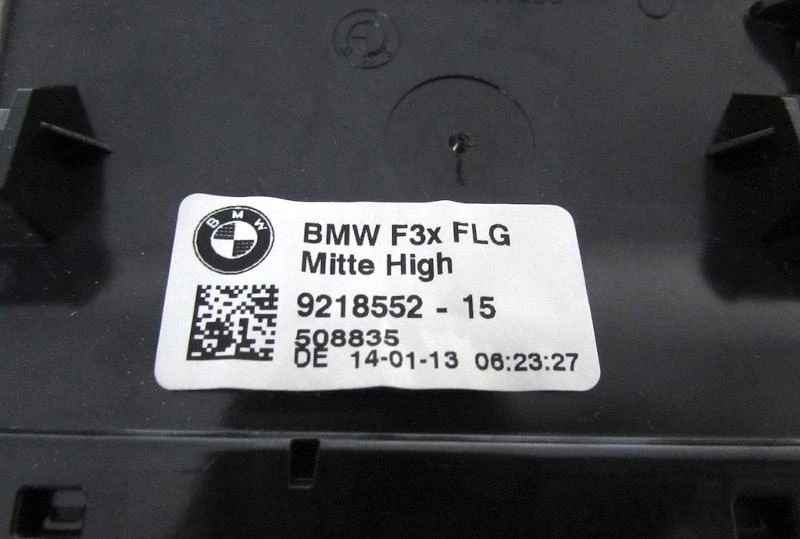 BMW
BMW F3x FLG
Mitte High
9218552 - 15
508835
DE 14-01-13 06:23:27